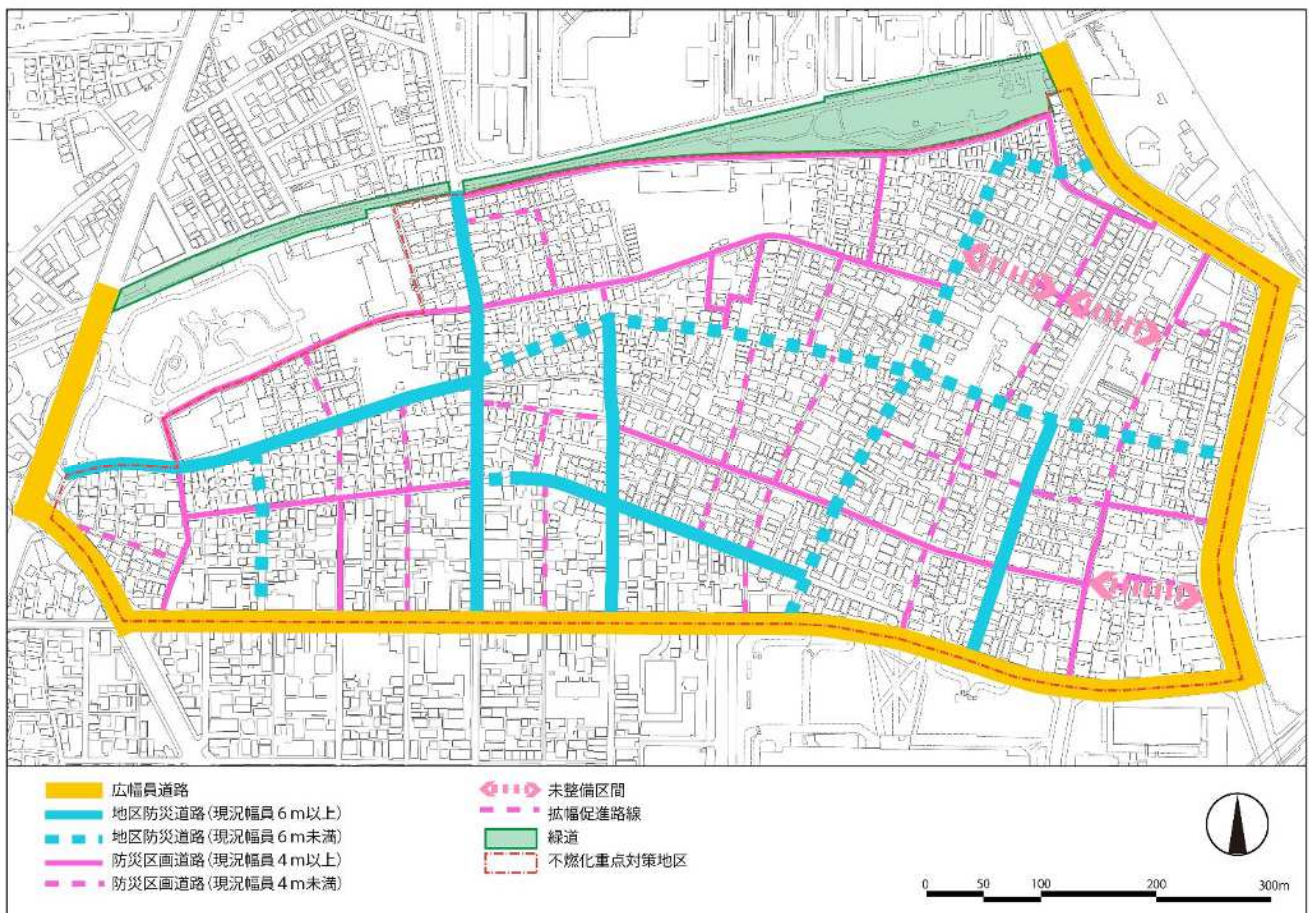 広幅員道路
地区防災道路(現況幅員6m以上)
地区防災道路(現況幅員6m未満)
防災区画道路(現況幅員4m以上)
防災区画道路(現況幅員4m未満)
未整備区間
拡幅促進路線
緑道
不燃化重点対策地区
0 50 100 200 300m